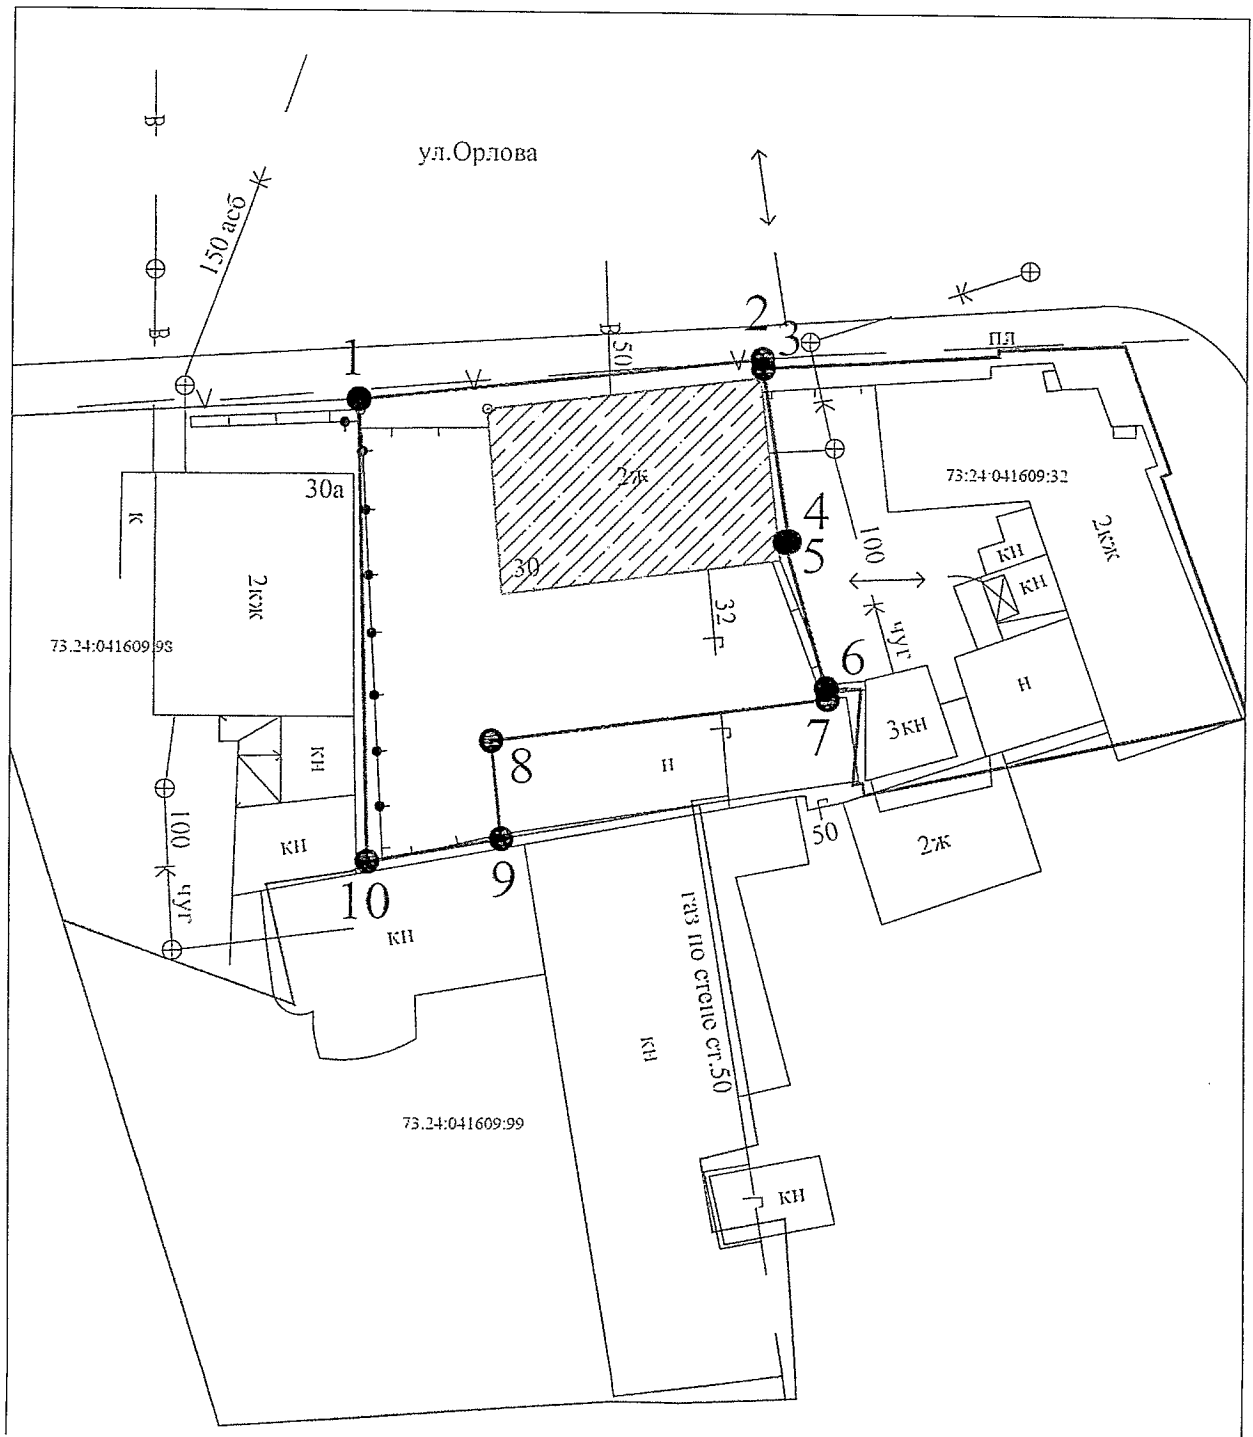 В
ул.Орлова
150 асб
В
В
50
2
3
пл
1
30а
2ж
73:24:041609:32
К
4
5
100
2кж
2кж
30
кн
кн
32
чуг
73.24:041609:98
6
Н
7
3кн
8
Н
кн
100
50
2ж
кн
чуг
9
10
кн
газ по стене ст.50
кн
73.24:041609:99
кн